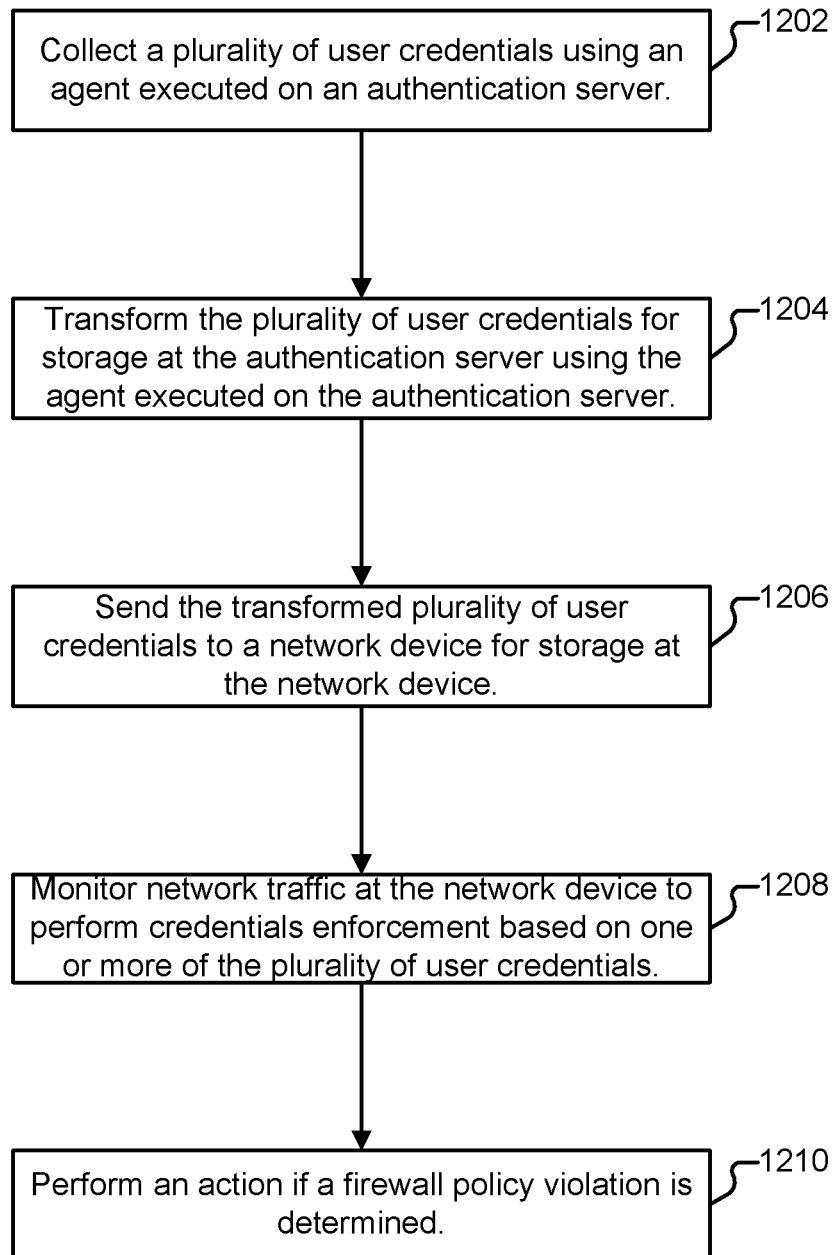 1202
Collect a plurality of user credentials using an
agent executed on an authentication server.
1204
Transform the plurality of user credentials for
storage at the authentication server using the
agent executed on the authentication server.
1206
Send the transformed plurality of user
credentials to a network device for storage at
the network device.
1208
Monitor network traffic at the network device to
perform credentials enforcement based on one
or more of the plurality of user credentials.
1210
Perform an action if a firewall policy violation is
determined.